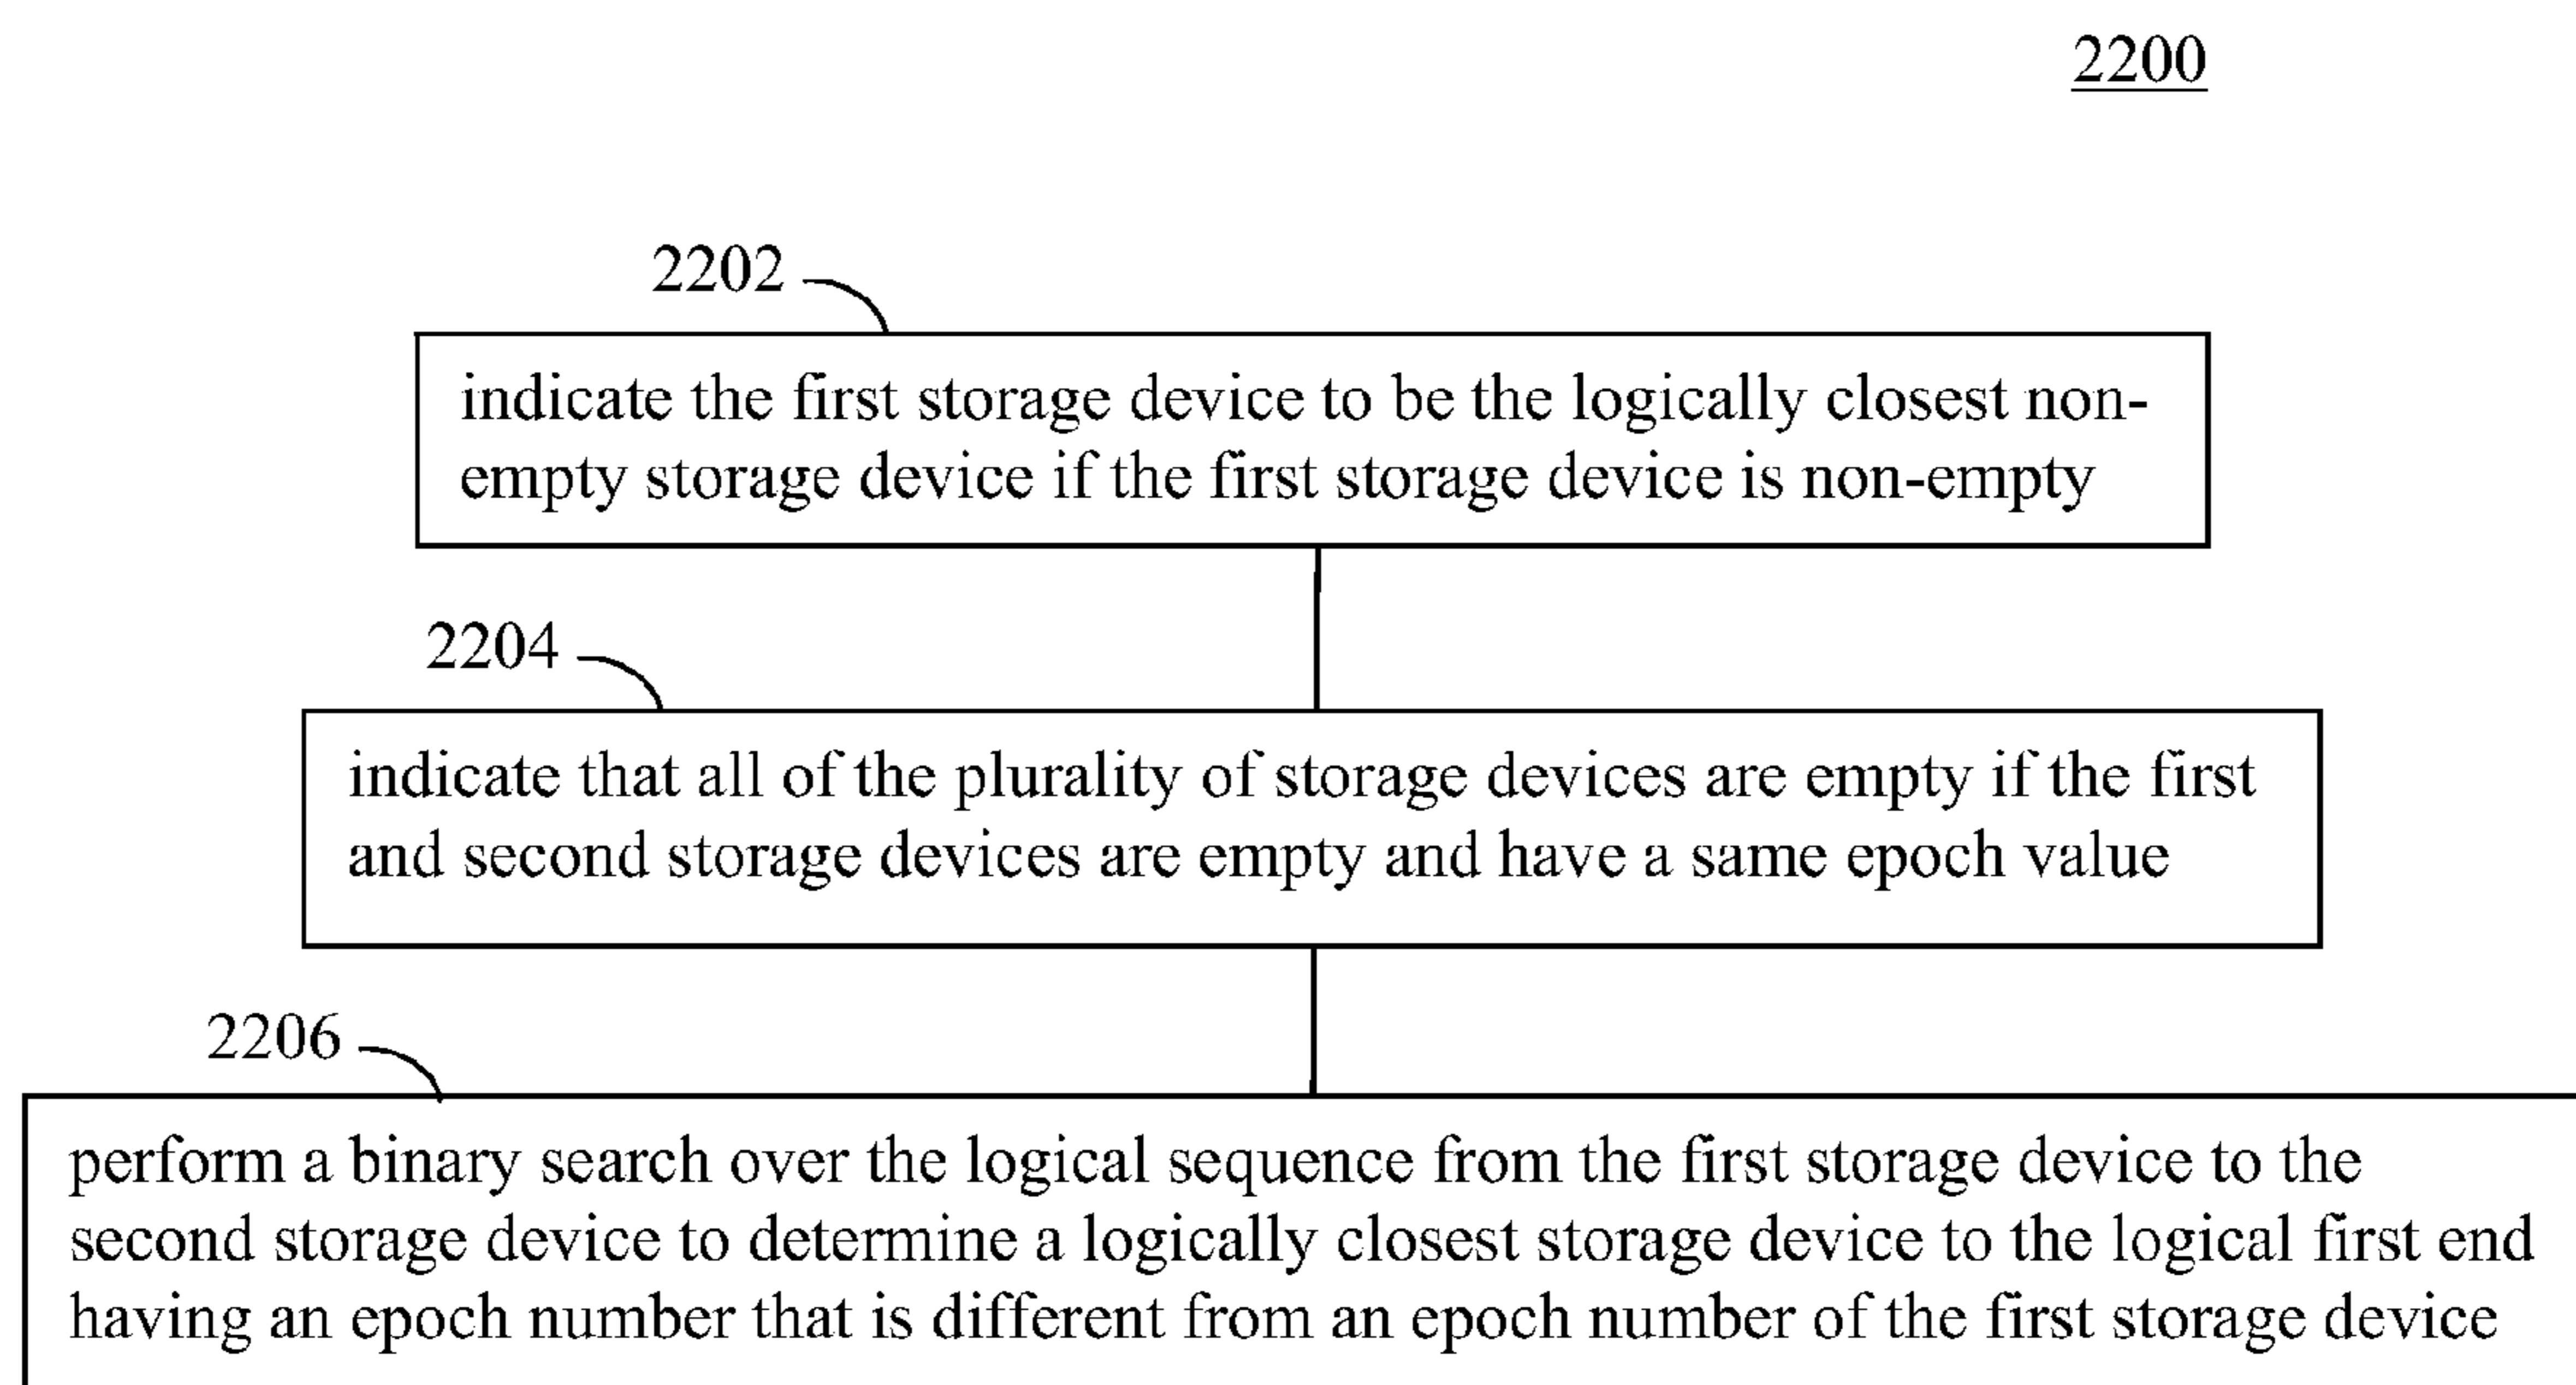 2200
2202
indicate the first storage device to be the logically closest non-
empty storage device if the first storage device is non-empty
2204
indicate that all of the plurality of storage devices are empty if the first
and second storage devices are empty and have a same epoch value
2206
perform a binary search over the logical sequence from the first storage device to the
second storage device to determine a logically closest storage device to the logical first end
having an epoch number that is different from an epoch number of the first storage device